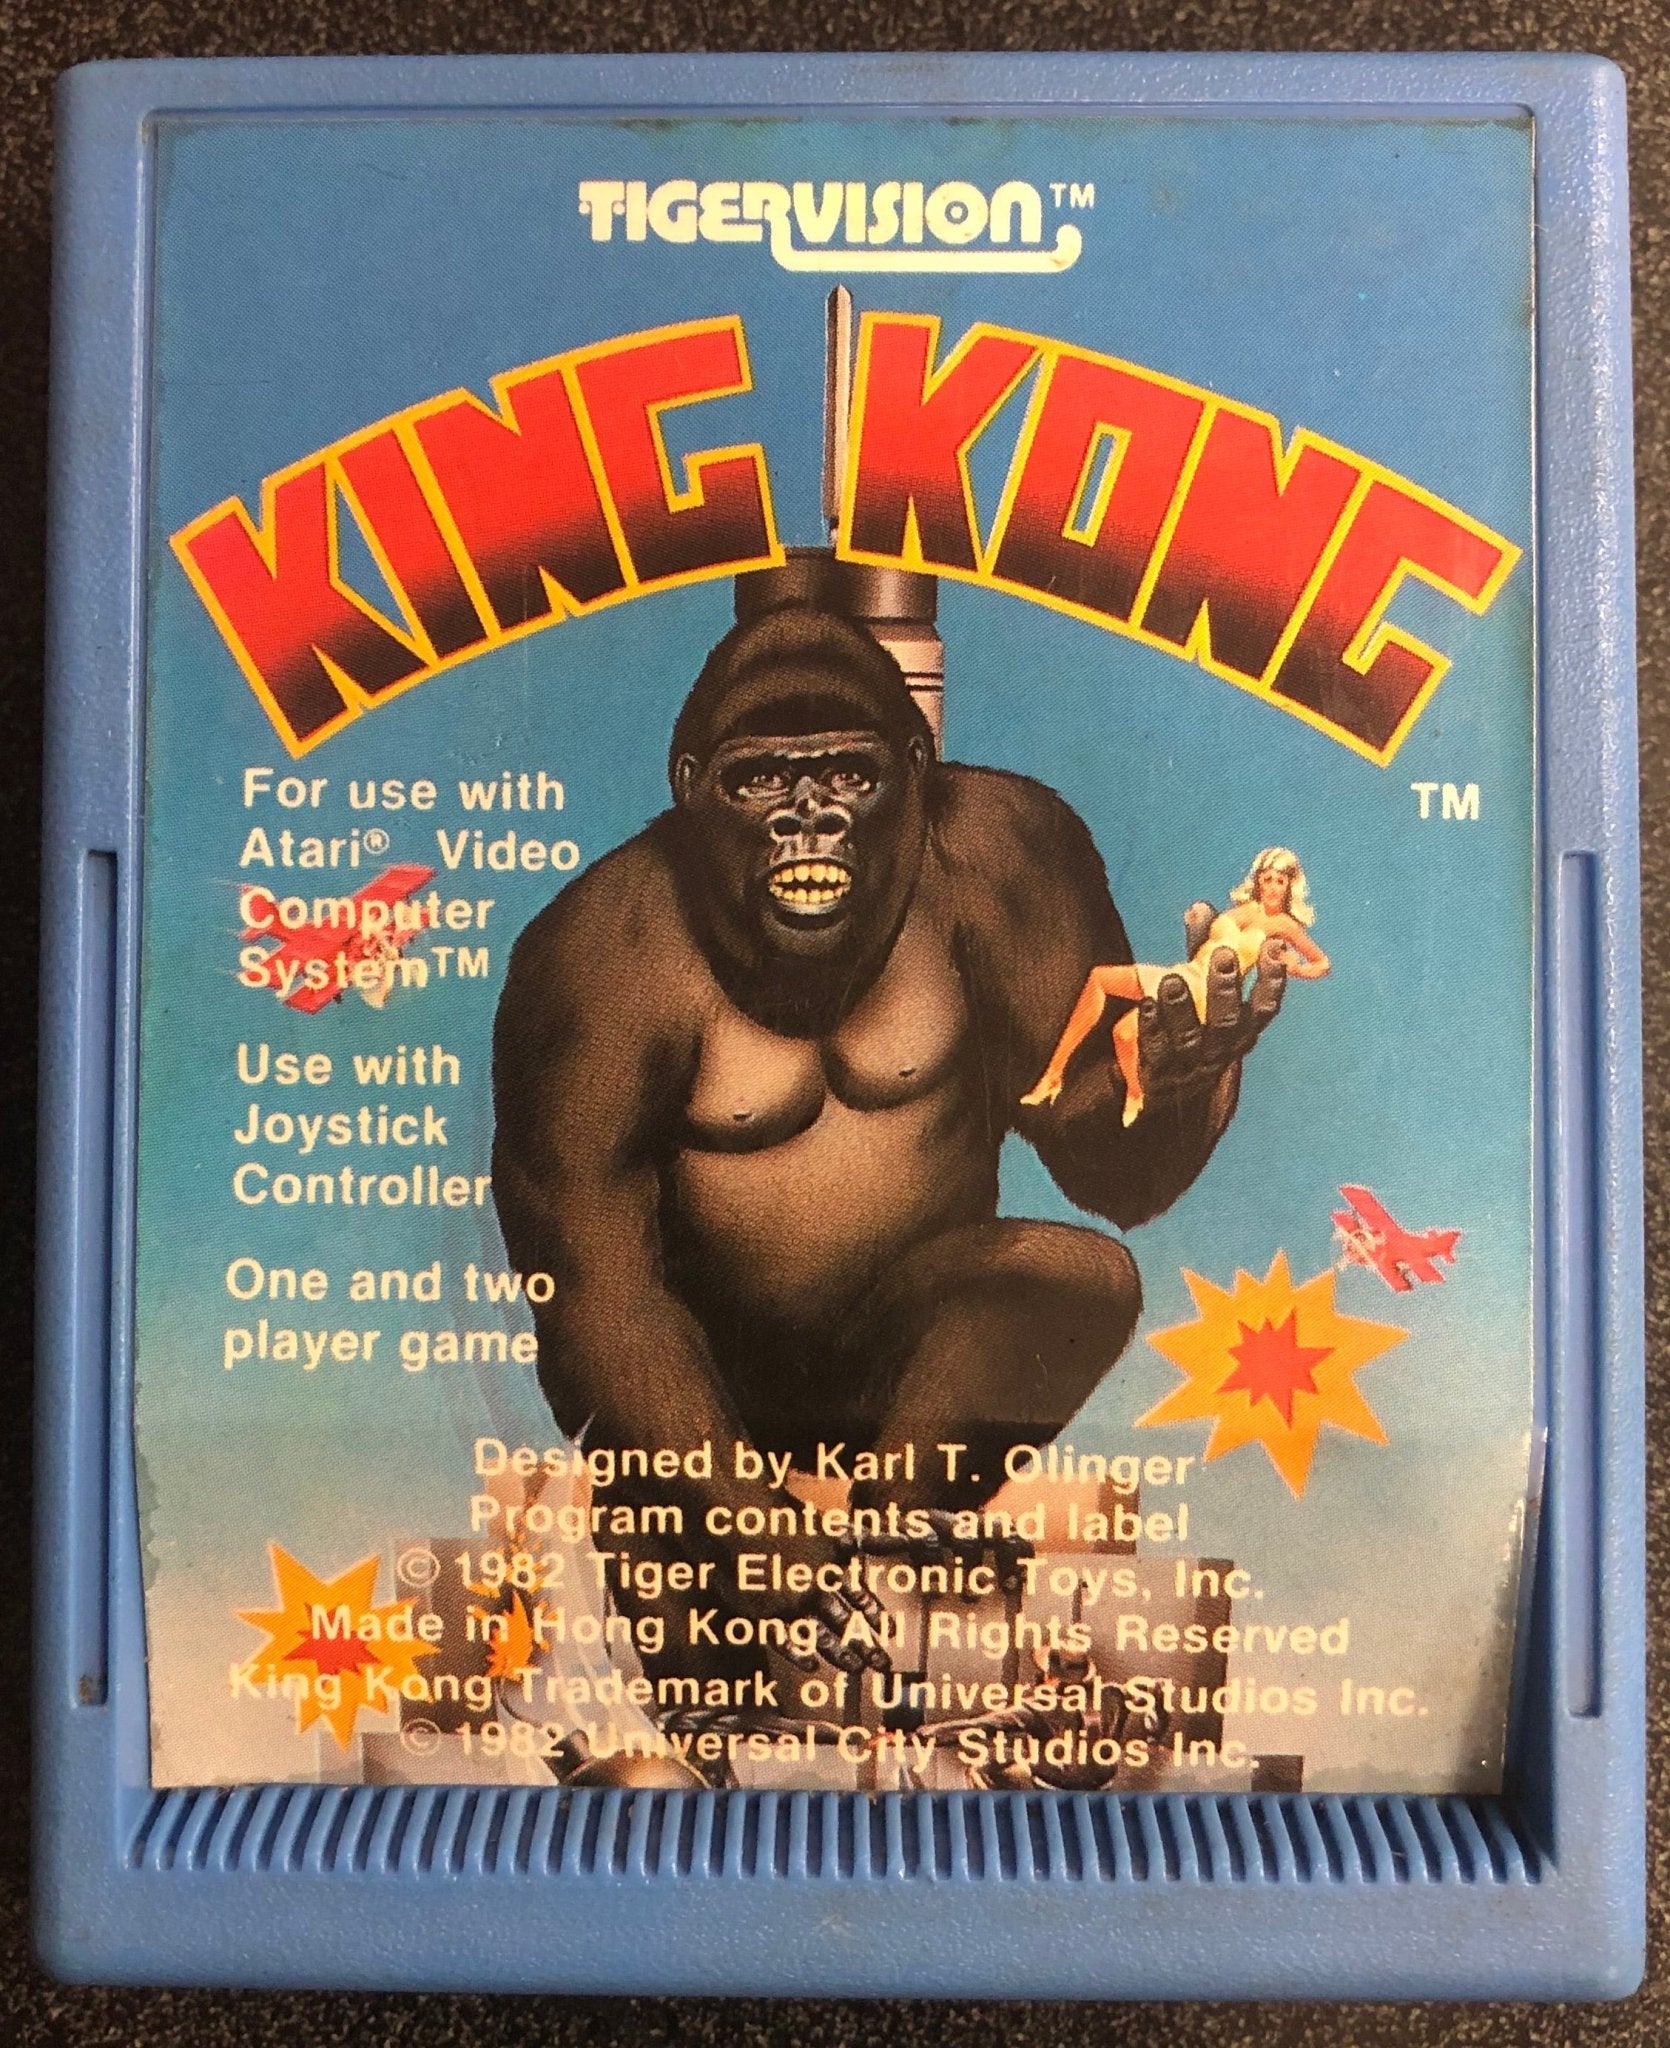 TIGERVISION™
KING KONG
™
For use with
Atari® Video
Computer
System™
Use with
Joystick
Controller
One and two
player game
Designed by Karl T. Olinger
Program contents and label
© 1982 Tiger Electronic Toys, Inc.
Made in Hong Kong All Rights Reserved
King Kong Trademark of Universal Studios Inc.
© 1982 Universal City Studios Inc.